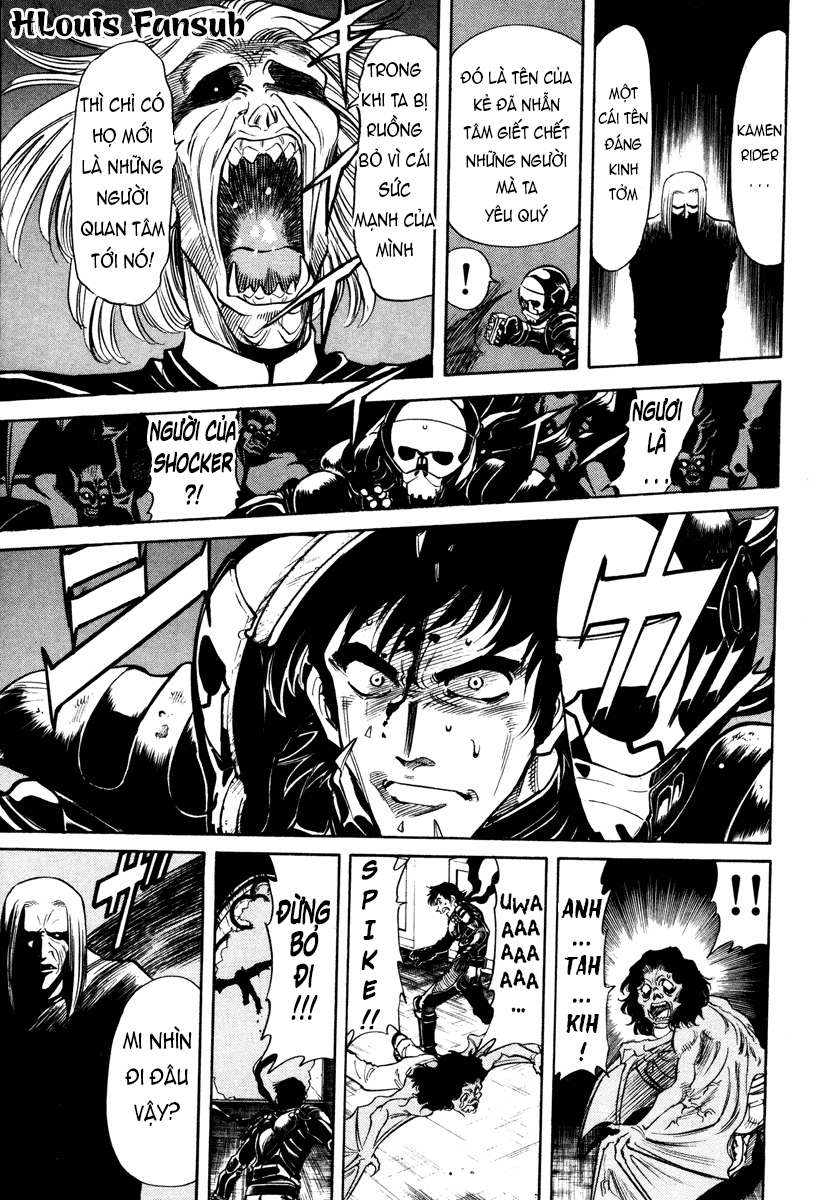 HLouis Fansub
KAMEN
RIDER
...
MỘT
CÁI TÊN
ĐÁNG
KINH
TỞM
ĐÓ LÀ TÊN CỦA
KẺ ĐÃ NHẪN
TÂM GIẾT CHẾT
NHỮNG NGƯỜI
MÀ TA
YÊU QUÝ
!
TRONG
KHI TA BỊ
RUỒNG
BỎ VÌ CÁI
SỨC
MẠNH CỦA
MÌNH
THÌ CHỈ CÓ
HỌ MỚI
LÀ NHỮNG
NGƯỜI
QUAN TÂM
TỚI NÓ!
NGƯƠI
LÀ
...
NGƯỜI CỦA
SHOCKER
?!
!!
ANH
...
TAH
...
KIH
!
UWA
AAA
AAA
AAA
...
SPIKE!!
ĐỪNG
BỎ
ĐI
!!!
MI NHÌN
ĐI ĐÂU
VẬY?